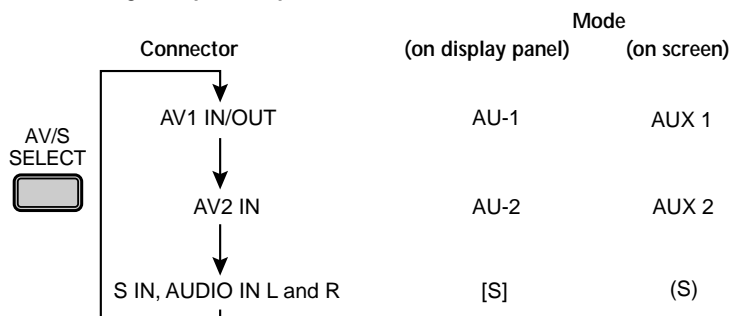 Mode
Connector (on display panel) (on screen)
AV1 IN/OUT AU-1 AUX 1
AV/S
SELECT
AV2 IN AU-2 AUX 2
S IN, AUDIO IN L and R [S] (S)